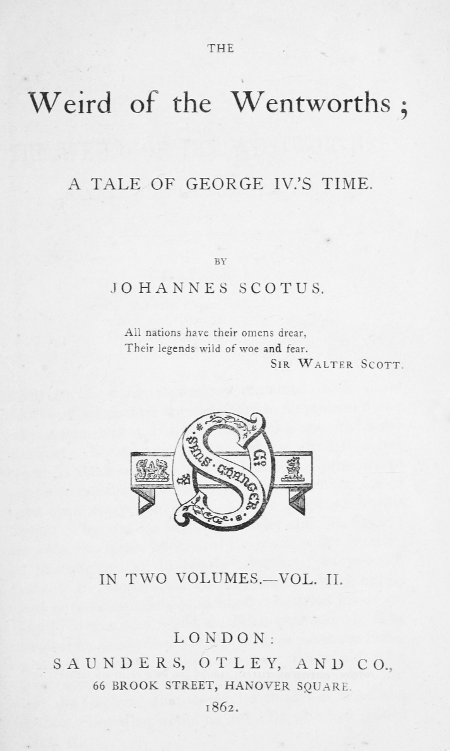 THE
Weird of the Wentworths;
A TALE OF GEORGE IV.'S TIME.
BY
JOHANNES SCOTUS.
All nations have their omens drear,
Their legends wild of woe and fear.
SIR WALTER SCOTT.
SANS · CHANGER
IN TWO VOLUMES.—VOL. II.
LONDON:
SAUNDERS, OTLEY, AND CO.,
66 BROOK STREET, HANOVER SQUARE.
1862.